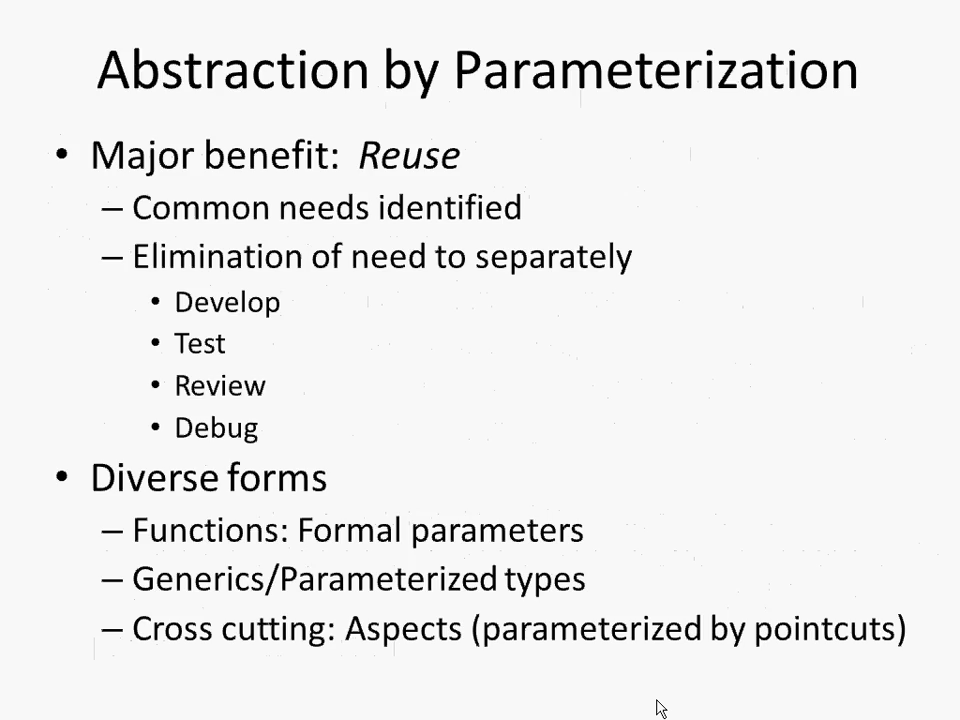 Abstraction by Parameterization
• Major benefit: Reuse
– Common needs identified
– Elimination of need to separately
• Develop
• Test
• Review
• Debug
• Diverse forms
– Functions: Formal parameters
– Generics/Parameterized types
– Cross cutting: Aspects (parameterized by pointcuts)